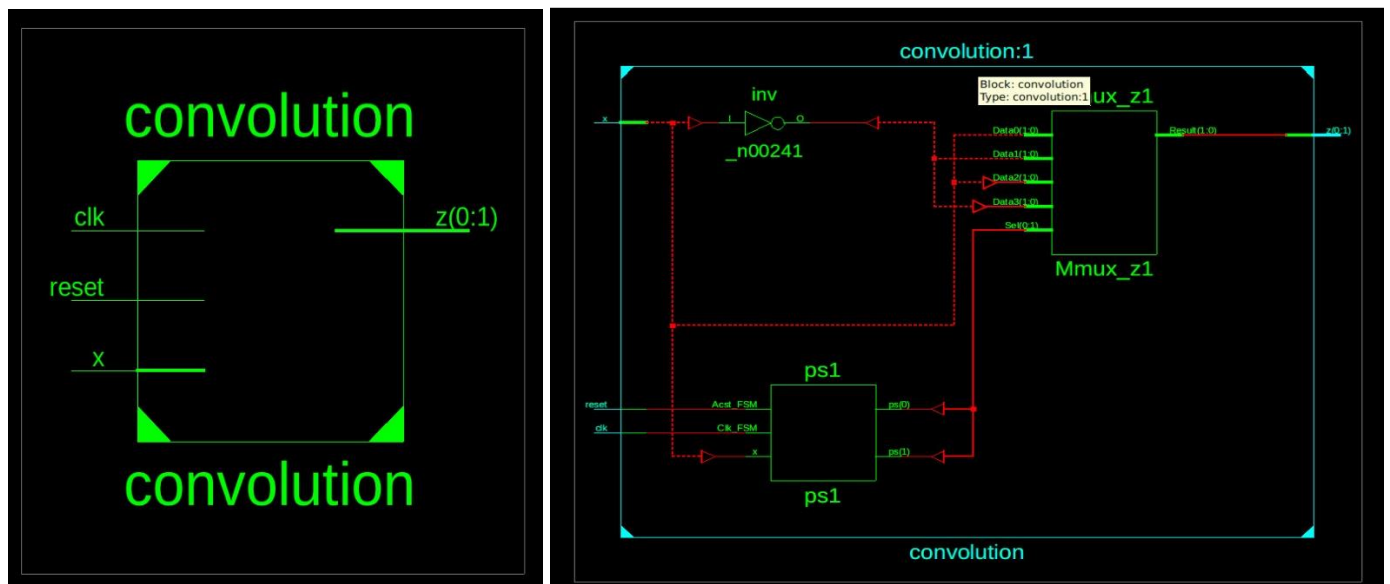 convolution
clk
z(0:1)
reset
x
convolution
convolution:1
Block: convolution
Type: convolution:1
ux_z1
inv
x
I
O
_n00241
Data0(1:0)
Result(1:0)
z(0:1)
Data1(1:0)
Data2(1:0)
Data3(1:0)
Sel(0:1)
Mmux_z1
ps1
reset
Acst_FSM
ps(0)
clk
Clk_FSM
x
ps(1)
ps1
convolution